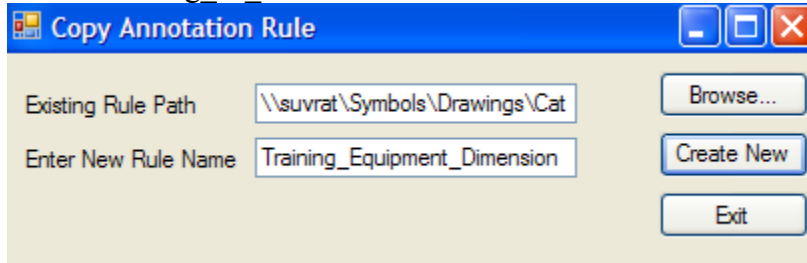 Copy Annotation Rule
Existing Rule Path \\suvrat\Symbols\Drawings\Cat Browse...
Enter New Rule Name Training_Equipment_Dimension Create New
Exit